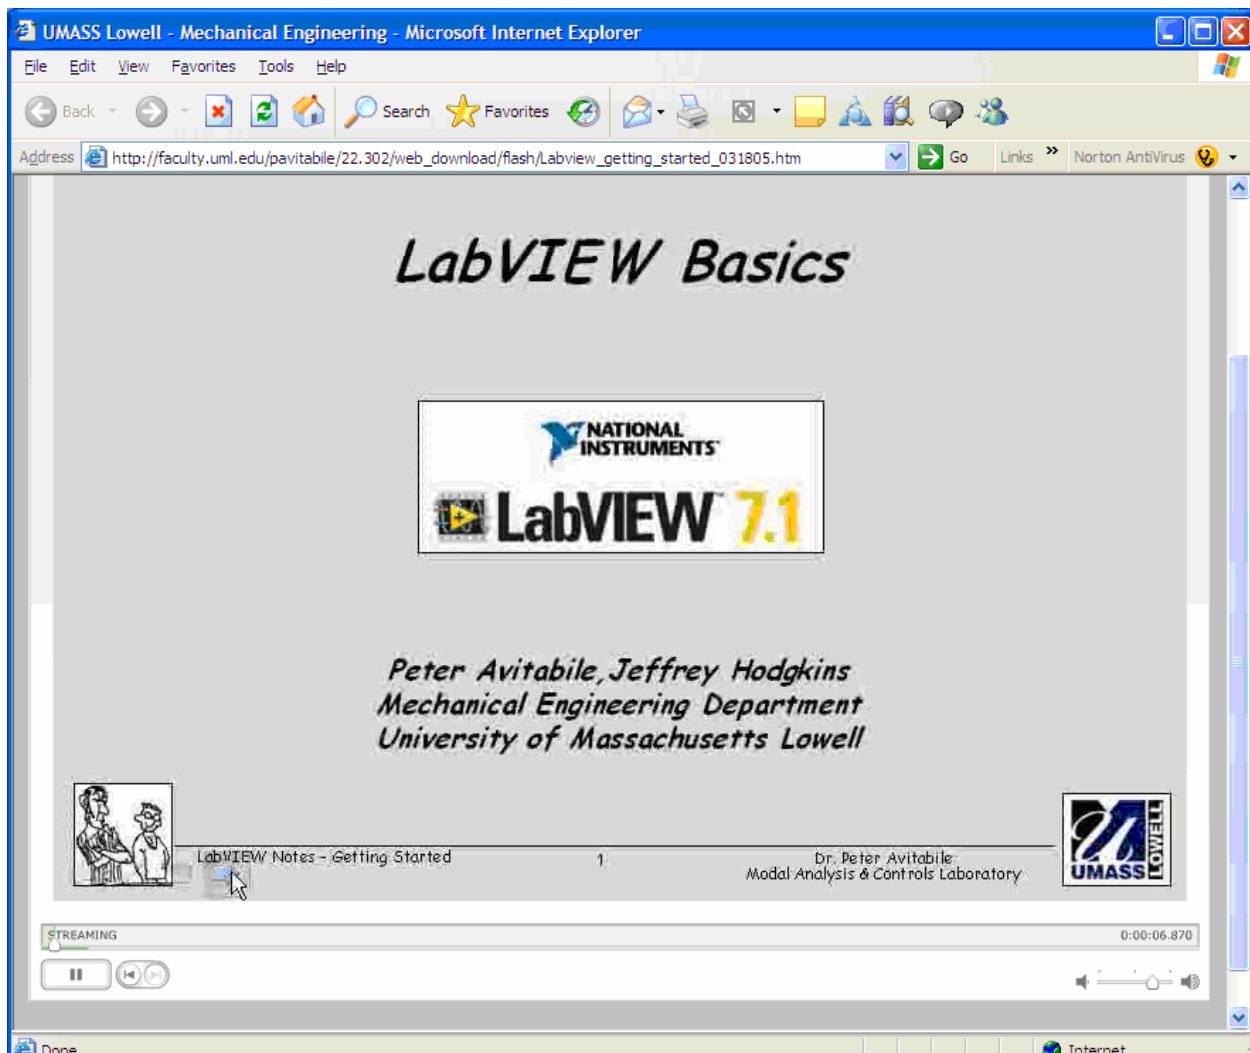 UMASS Lowell - Mechanical Engineering - Microsoft Internet Explorer
File Edit View Favorites Tools Help
Back Search Favorites
Address http://faculty.uml.edu/pavitabile/22.302/web_download/flash/Labview_getting_started_031805.htm Go Links » Norton AntiVirus
LabVIEW Basics
NATIONAL
INSTRUMENTS
LabVIEW™ 7.1
Peter Avitabile, Jeffrey Hodgkins
Mechanical Engineering Department
University of Massachusetts Lowell
LabVIEW Notes – Getting Started 1 Dr. Peter Avitabile
Modal Analysis & Controls Laboratory
UMASS LOWELL
STREAMING 0:00:06.870
Done Internet